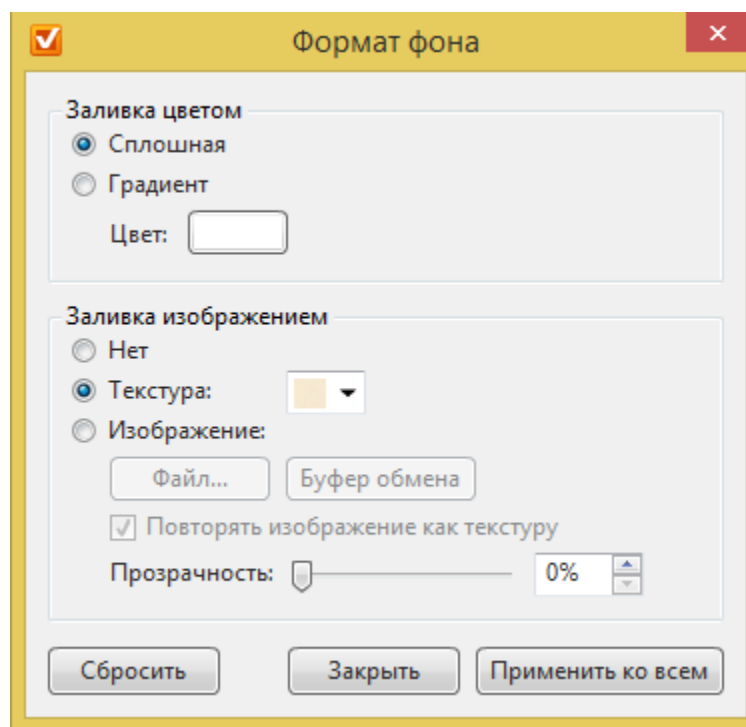 Формат фона
Заливка цветом
Сплошная
Градиент
Цвет:
Заливка изображением
Нет
Текстура:
Изображение:
Файл... Буфер обмена
Повторять изображение как текстуру
Прозрачность: 0%
Сбросить Закрыть Применить ко всем